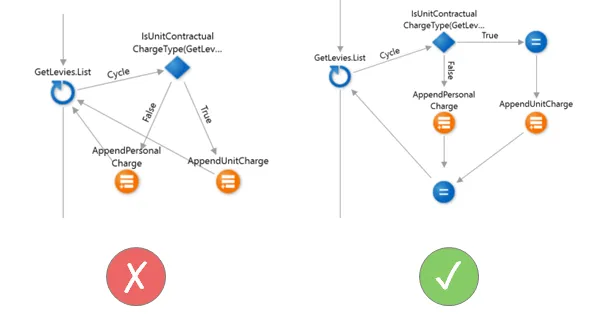 IsUnitContractual
ChargeType(GetLev...
GetLevies.List
Cycle
False
True
AppendPersonal
Charge
AppendUnitCharge
IsUnitContractual
ChargeType(GetLev...
True
GetLevies.List
Cycle
False
AppendPersonal
Charge
AppendUnitCharge